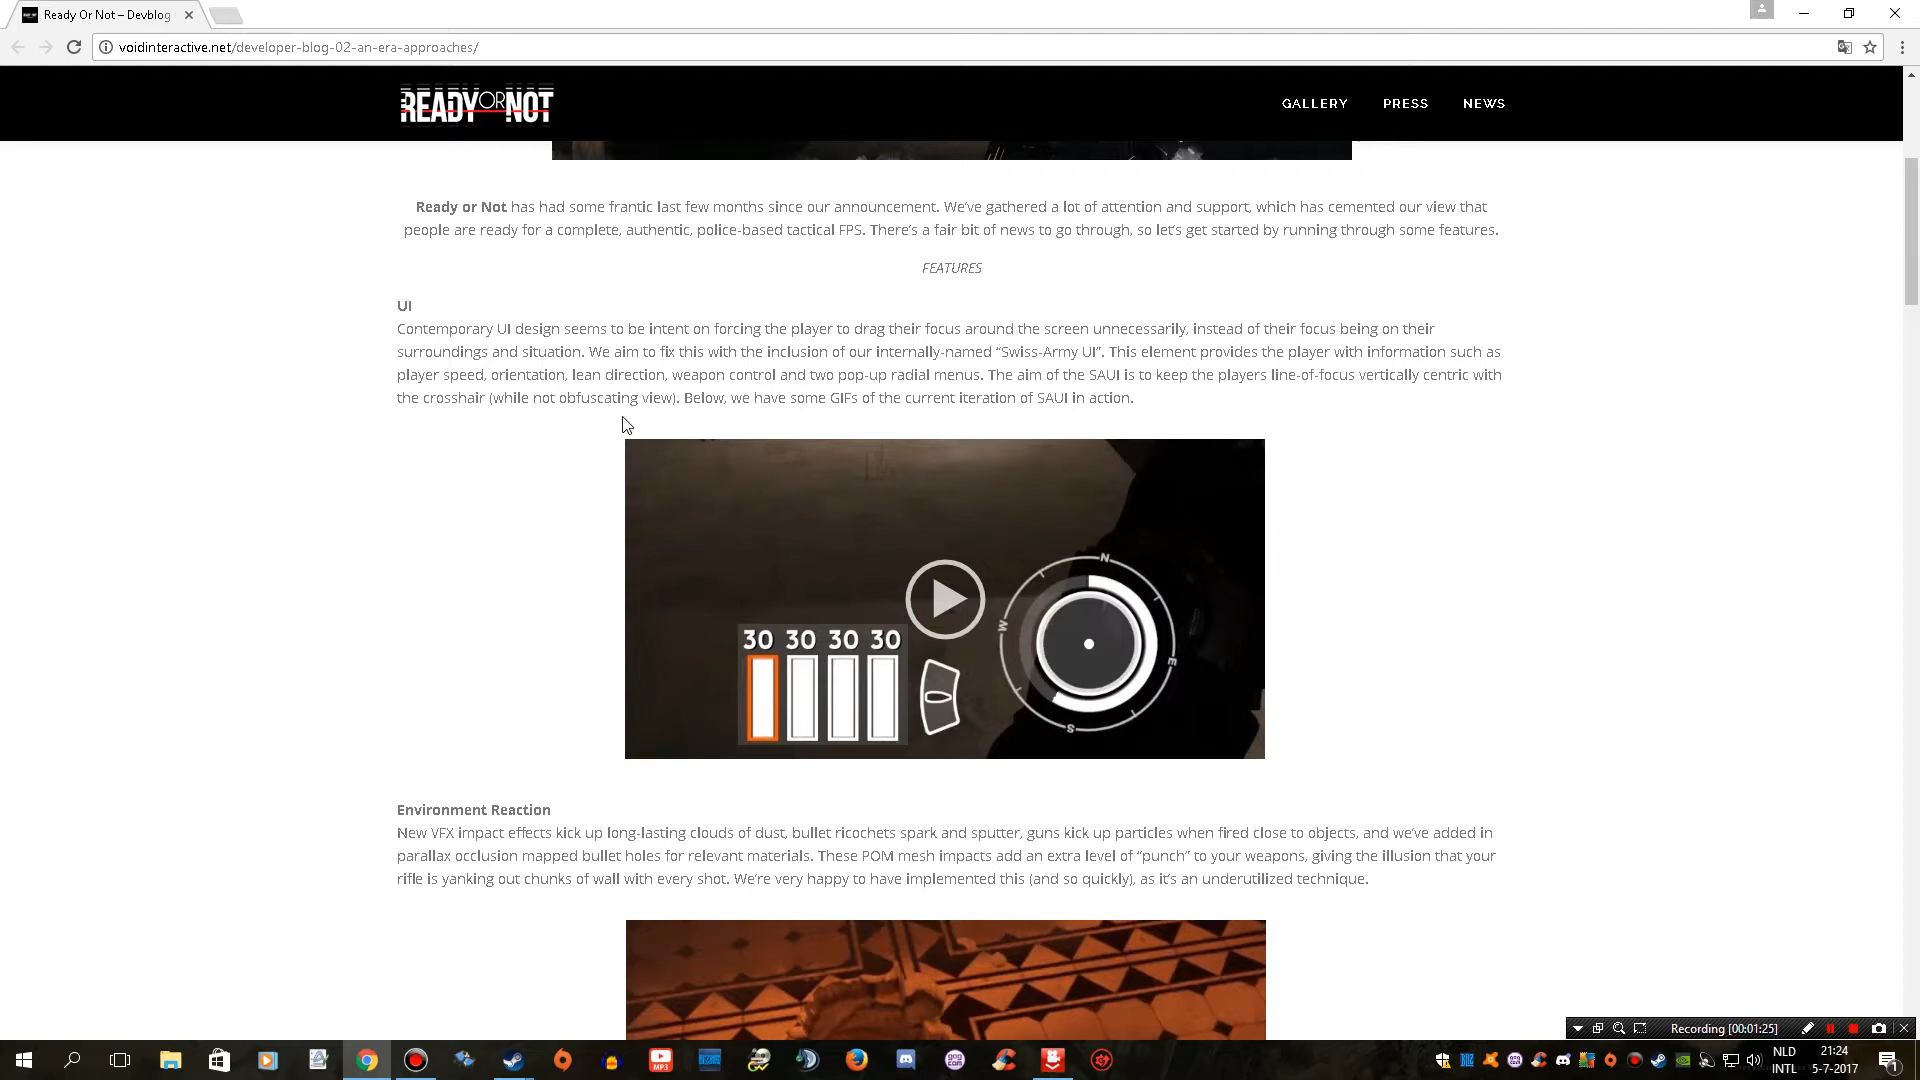 Ready Or Not – Devblog
voidinteractive.net/developer-blog-02-an-era-approaches/
READY OR NOT
GALLERY
PRESS
NEWS
Ready or Not has had some frantic last few months since our announcement. We've gathered a lot of attention and support, which has cemented our view that
people are ready for a complete, authentic, police-based tactical FPS. There's a fair bit of news to go through, so let's get started by running through some features.
FEATURES
UI
Contemporary UI design seems to be intent on forcing the player to drag their focus around the screen unnecessarily, instead of their focus being on their
surroundings and situation. We aim to fix this with the inclusion of our internally-named “Swiss-Army UI”. This element provides the player with information such as
player speed, orientation, lean direction, weapon control and two pop-up radial menus. The aim of the SAUI is to keep the players line-of-focus vertically centric with
the crosshair (while not obfuscating view). Below, we have some GIFs of the current iteration of SAUI in action.
N
W
E
S
30 30 30 30
Environment Reaction
New VFX impact effects kick up long-lasting clouds of dust, bullet ricochets spark and sputter, guns kick up particles when fired close to objects, and we've added in
parallax occlusion mapped bullet holes for relevant materials. These POM mesh impacts add an extra level of “punch” to your weapons, giving the illusion that your
rifle is yanking out chunks of wall with every shot. We're very happy to have implemented this (and so quickly), as it's an underutilized technique.
Recording [00:01:25]
MP3
NLD
INTL
21:24
5-7-2017